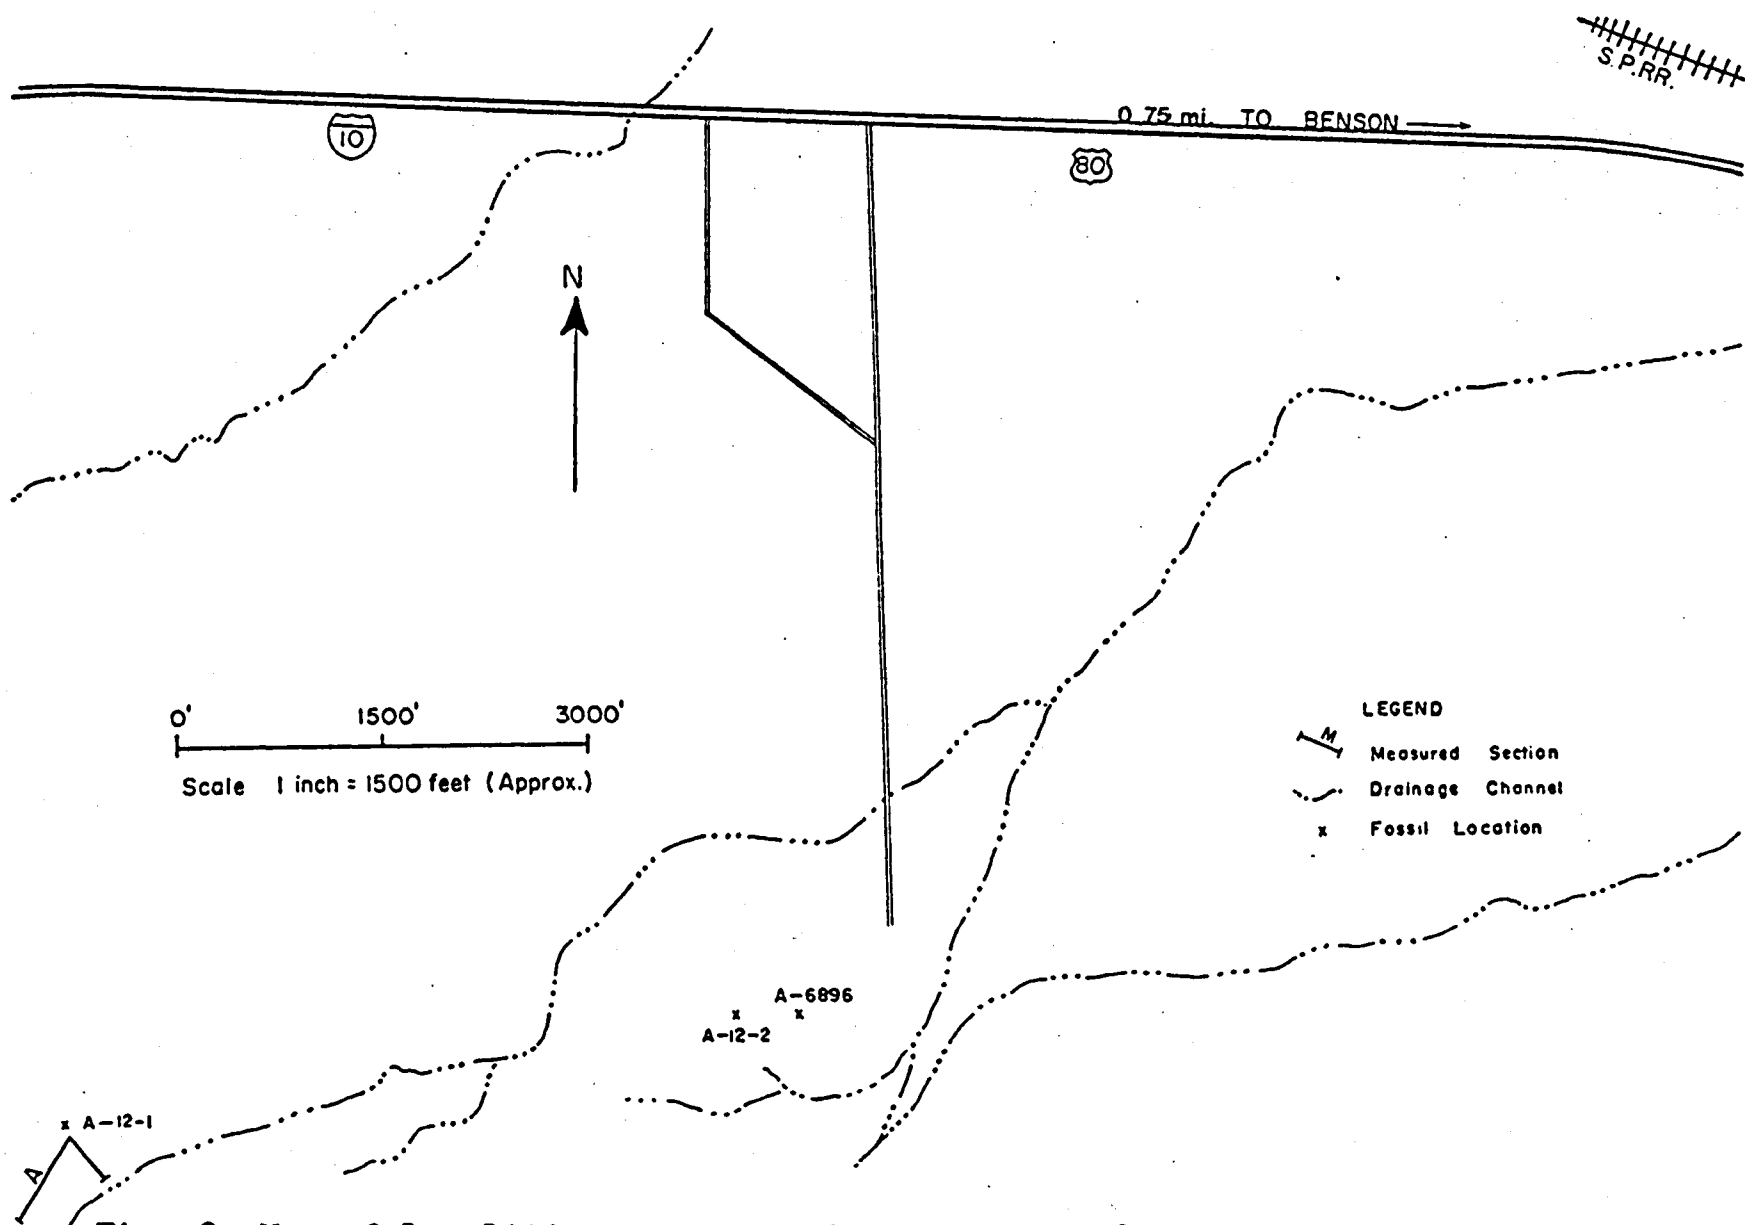 S.P.RR.
0.75 mi. TO BENSON
10
80
N
0' 1500' 3000'
Scale 1 inch = 1500 feet (Approx.)
LEGEND
M Measured Section
Drainage Channel
x Fossil Location
A-6896
x x
A-12-2
x A-12-1
A